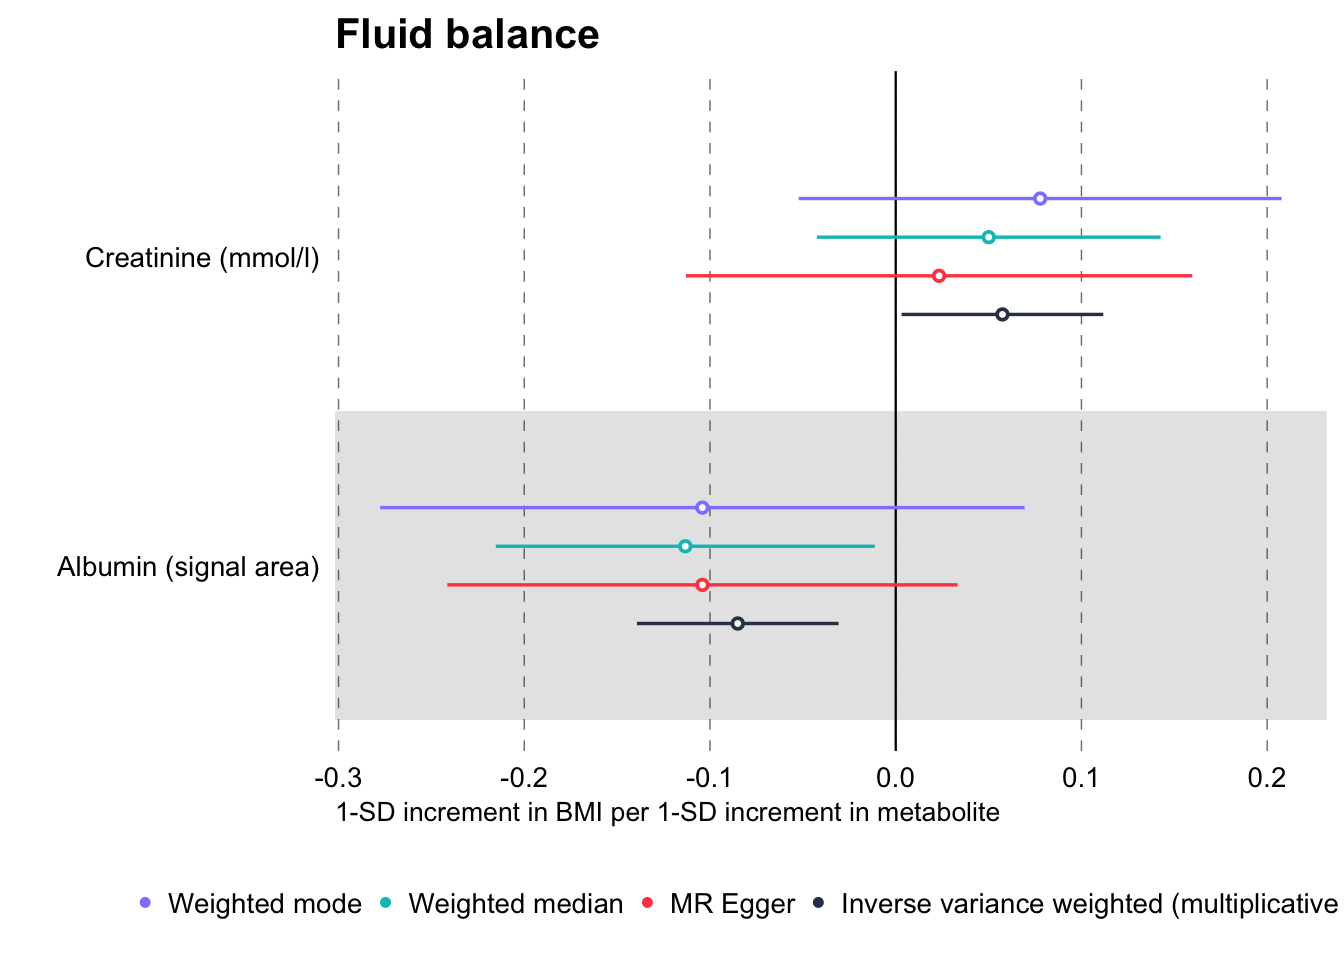 Fluid balance
Creatinine (mmol/l)
Albumin (signal area)
-0.3 -0.2 -0.1 0.0 0.1 0.2
1-SD increment in BMI per 1-SD increment in metabolite
Weighted mode Weighted median MR Egger Inverse variance weighted (multiplicative